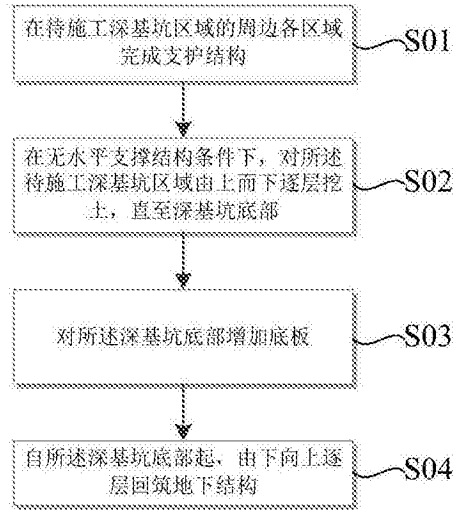 在待施工深基坑区域的周边各区域
完成支护结构
S01
在无水平支撑结构条件下，对所述
待施工深基坑区域由上而下逐层挖
土，直至深基坑底部
S02
对所述深基坑底部增加底板
S03
自所述深基坑底部起，由下向上逐
层回筑地下结构
S04